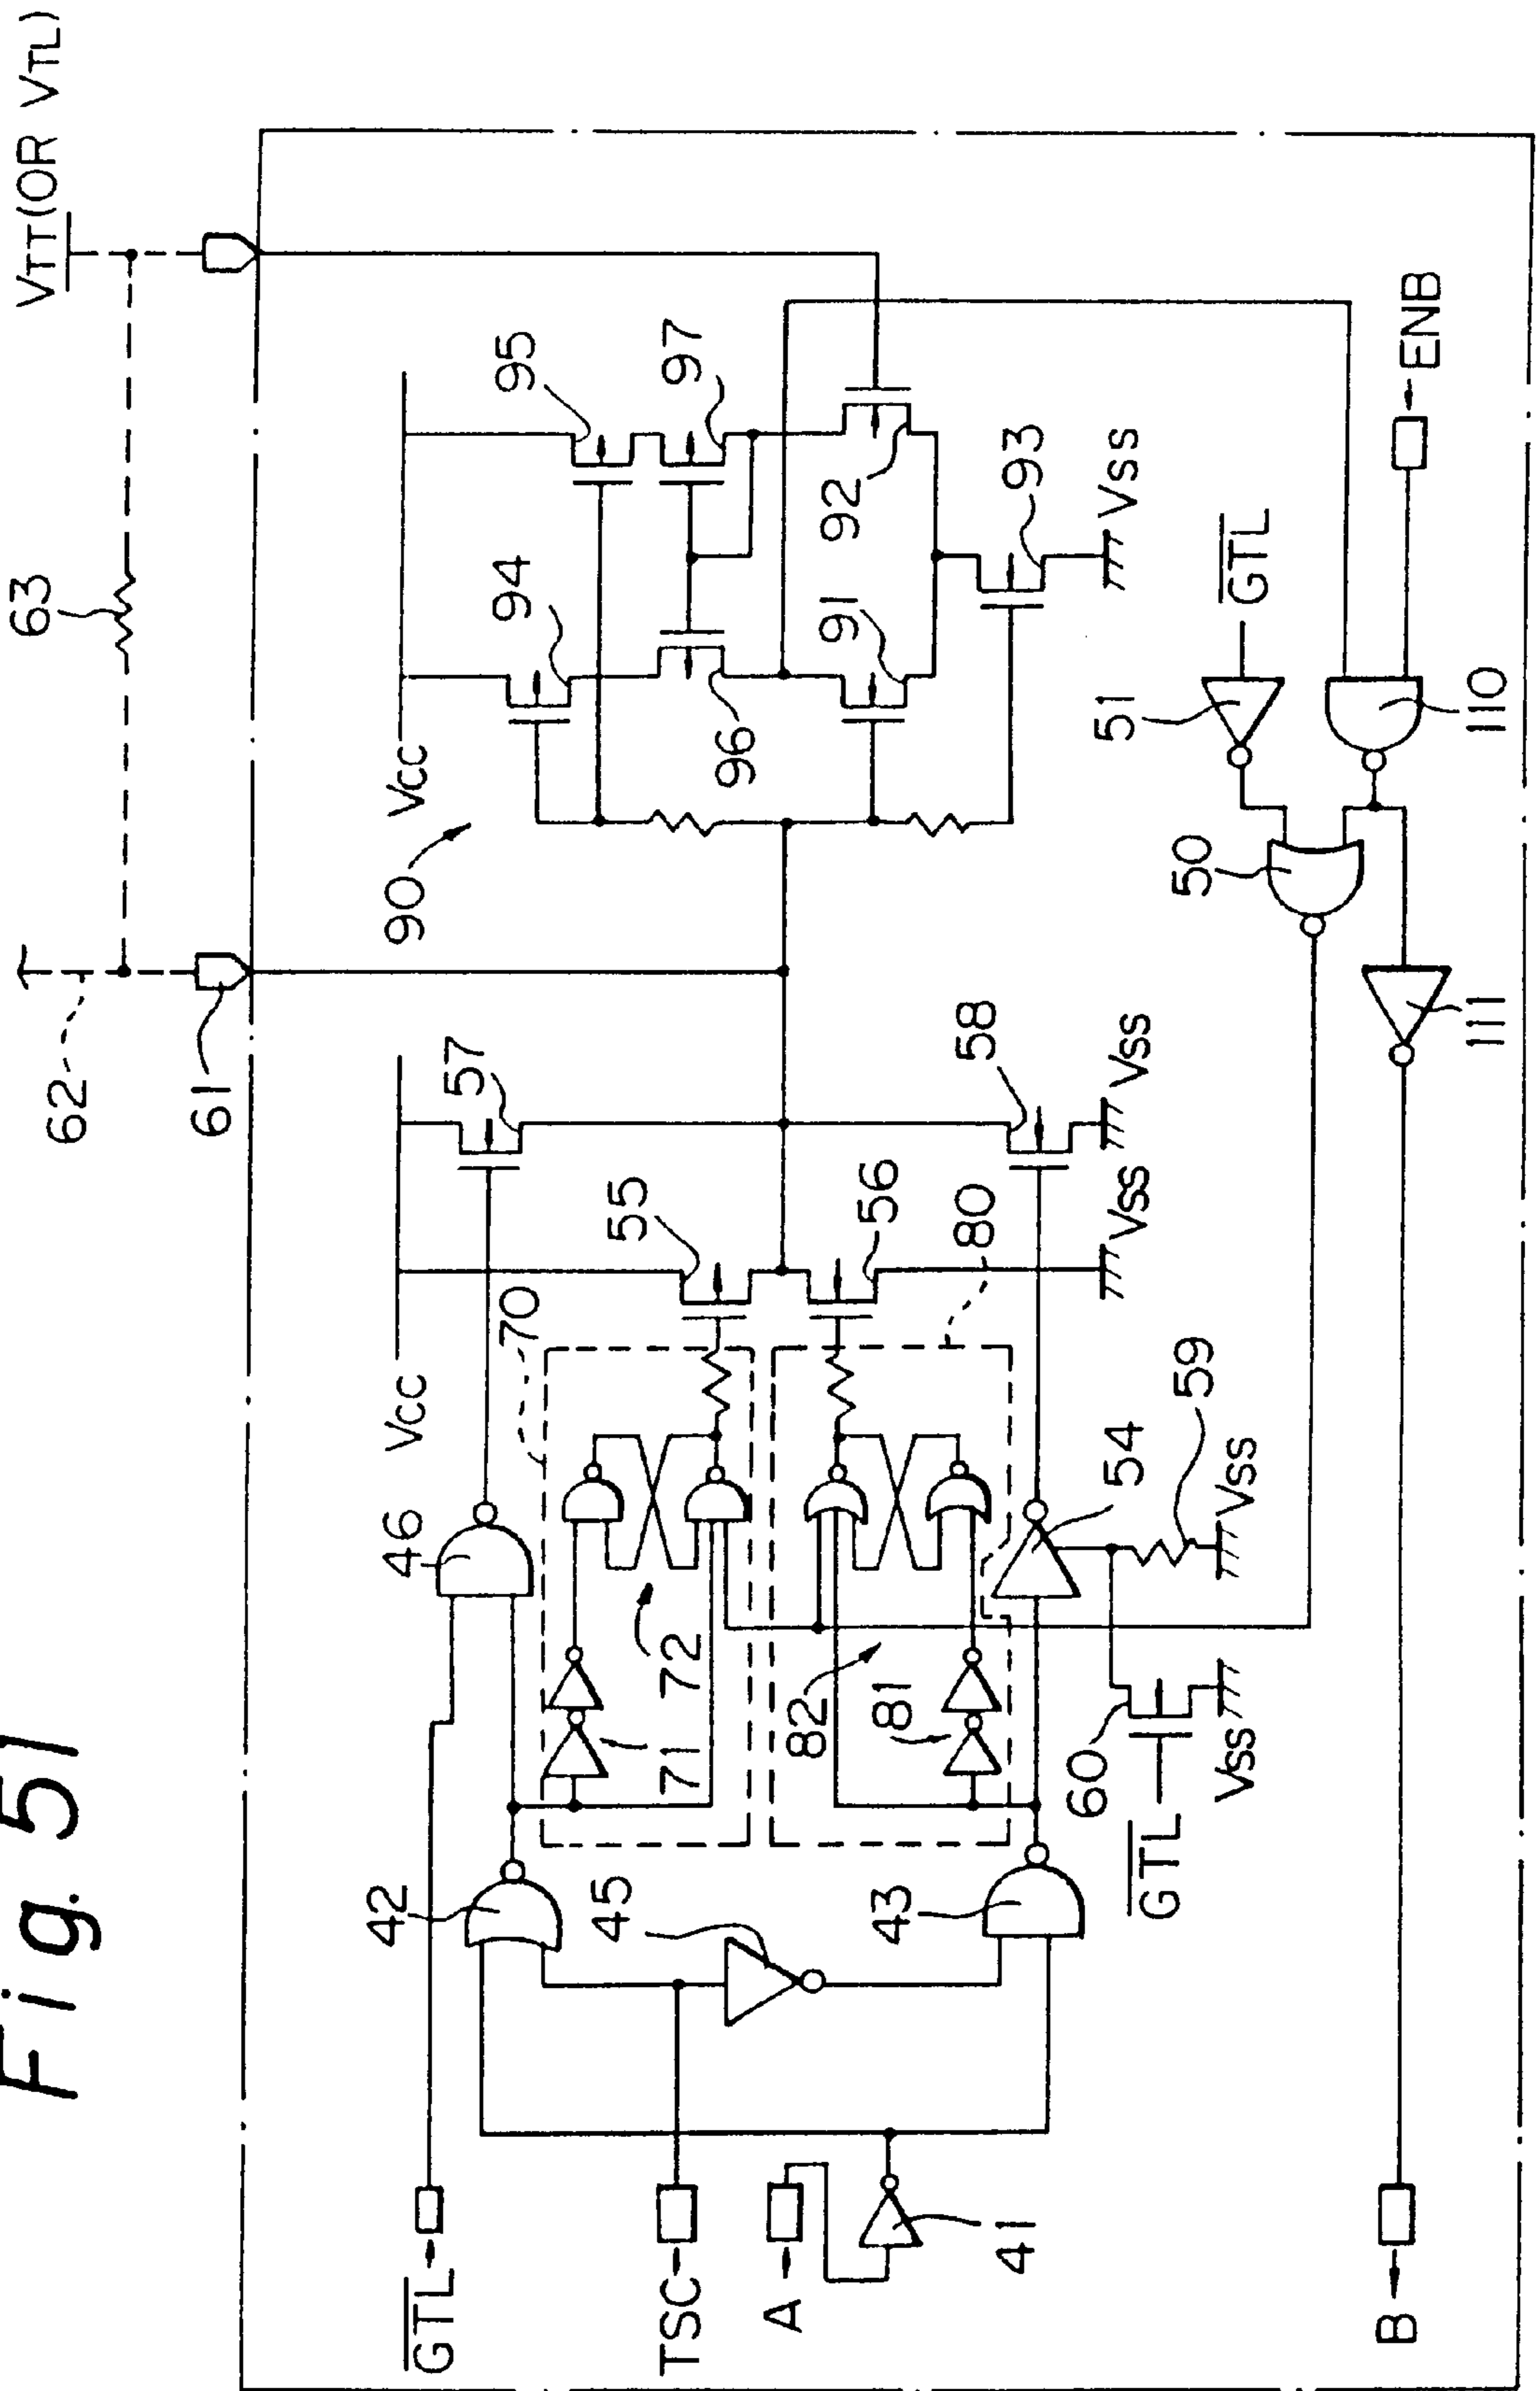 Fig. 51
VTT (OR VTL)
63
62
61
VCC
95
97
94
90
96
91
92
93
VSS
VCC
57
55
70
56
80
58
VSS
VSS
46
72
71
82
81
54
59
VSS
60
GTL
VSS
42
45
43
GTL
TSC
A
41
GTL
51
50
ENB
110
111
B